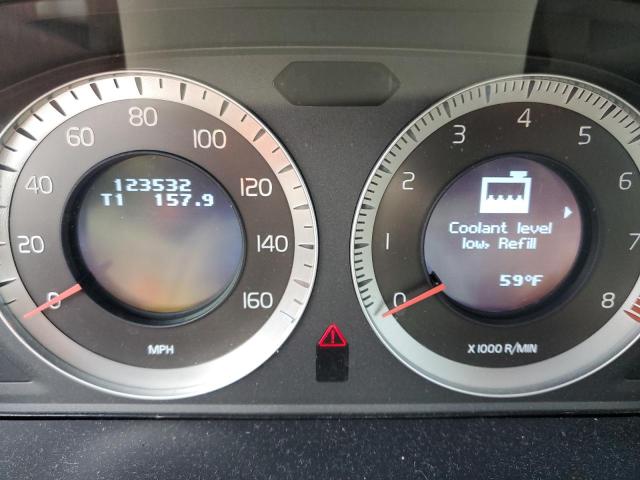 0 20 40 60 80 100 120 140 160
123532
T1 157.9
MPH
0 1 2 3 4 5 6 7 8
Coolant level
low, Refill
59°F
X 1000 R/MIN